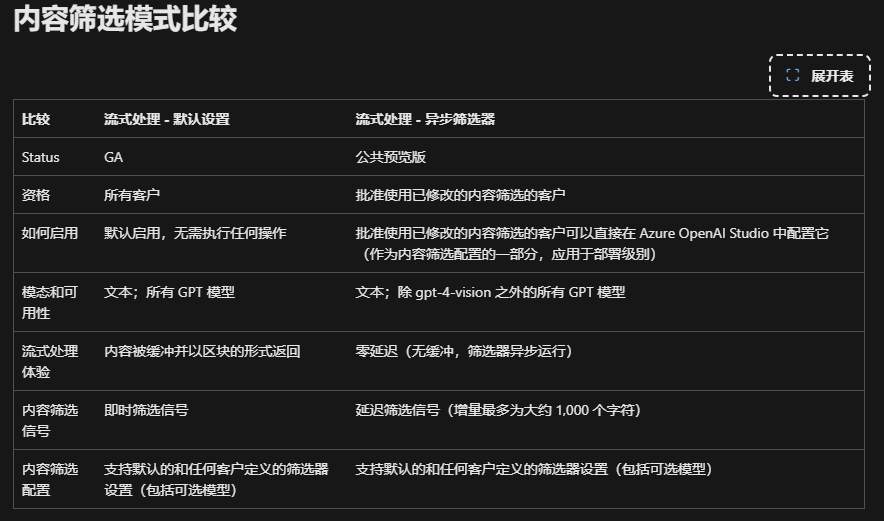 内容筛选模式比较
展开表
比较 流式处理 - 默认设置 流式处理 - 异步筛选器
Status GA 公共预览版
资格 所有客户 批准使用已修改的内容筛选的客户
如何启用 默认启用，无需执行任何操作 批准使用已修改的内容筛选的客户可以直接在 Azure OpenAI Studio 中配置它
（作为内容筛选配置的一部分，应用于部署级别）
模态和可 文本；所有 GPT 模型 文本；除 gpt-4-vision 之外的所有 GPT 模型
用性
流式处理 内容被缓冲并以区块的形式返回 零延迟（无缓冲，筛选器异步运行）
体验
内容筛选 即时筛选信号 延迟筛选信号（增量最多为大约 1,000 个字符）
信号
内容筛选 支持默认的和任何客户定义的筛选器 支持默认的和任何客户定义的筛选器设置（包括可选模型）
配置 设置（包括可选模型）